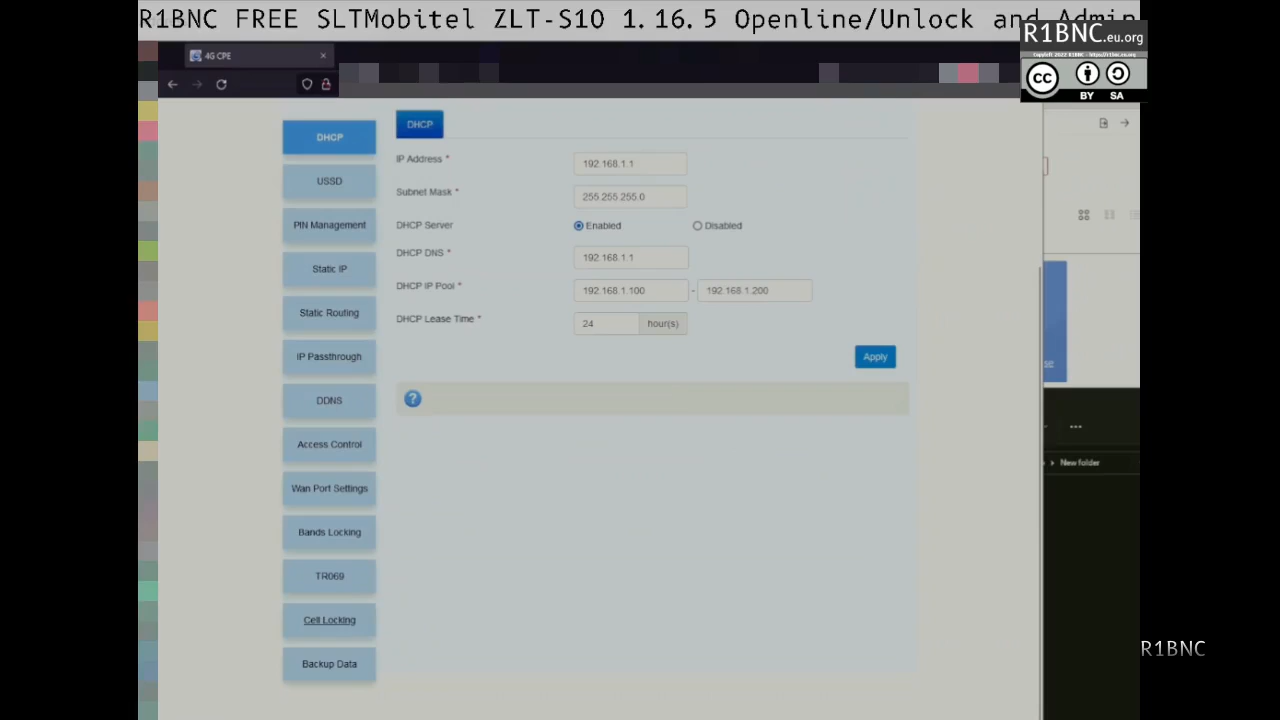 R1BNC FREE SLTMobitel ZLT-S10 1.16.5 Openline/Unlock and Admin
R1BNC.eu.org
CC
BY SA
4G CPE
DHCP
USSD
PIN Management
Static IP
Static Routing
IP Passthrough
DDNS
Access Control
Wan Port Settings
Bands Locking
TR069
Cell Locking
Backup Data
DHCP
IP Address * 192.168.1.1
Subnet Mask * 255.255.255.0
DHCP Server Enabled Disabled
DHCP DNS * 192.168.1.1
DHCP IP Pool * 192.168.1.100 - 192.168.1.200
DHCP Lease Time * 24 hour(s)
Apply
?
se
New folder
R1BNC